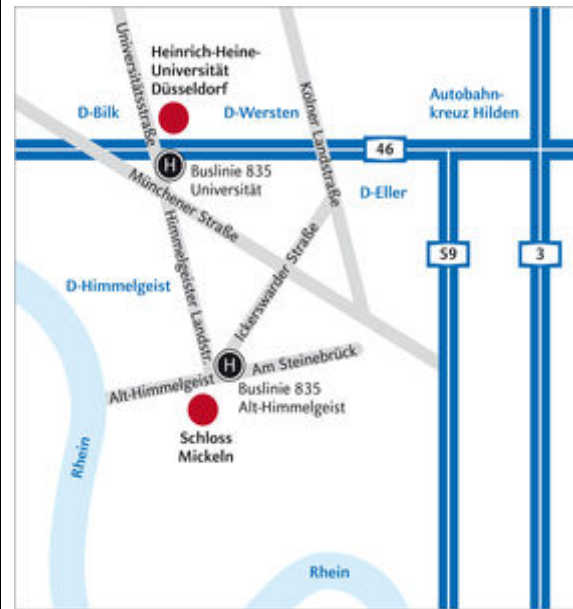 Universitätsstraße
Heinrich-Heine-
Universität
Düsseldorf
Kölner Landstraße
Autobahn-
kreuz Hilden
D-Bilk
D-Wersten
46
H
Buslinie 835
Universität
Münchener Straße
D-Eller
Himmelgeister Landstr.
Ickerswarder Straße
59
3
D-Himmelgeist
H
Am Steinebrück
Alt-Himmelgeist
Buslinie 835
Alt-Himmelgeist
Schloss
Mickeln
Rhein
Rhein